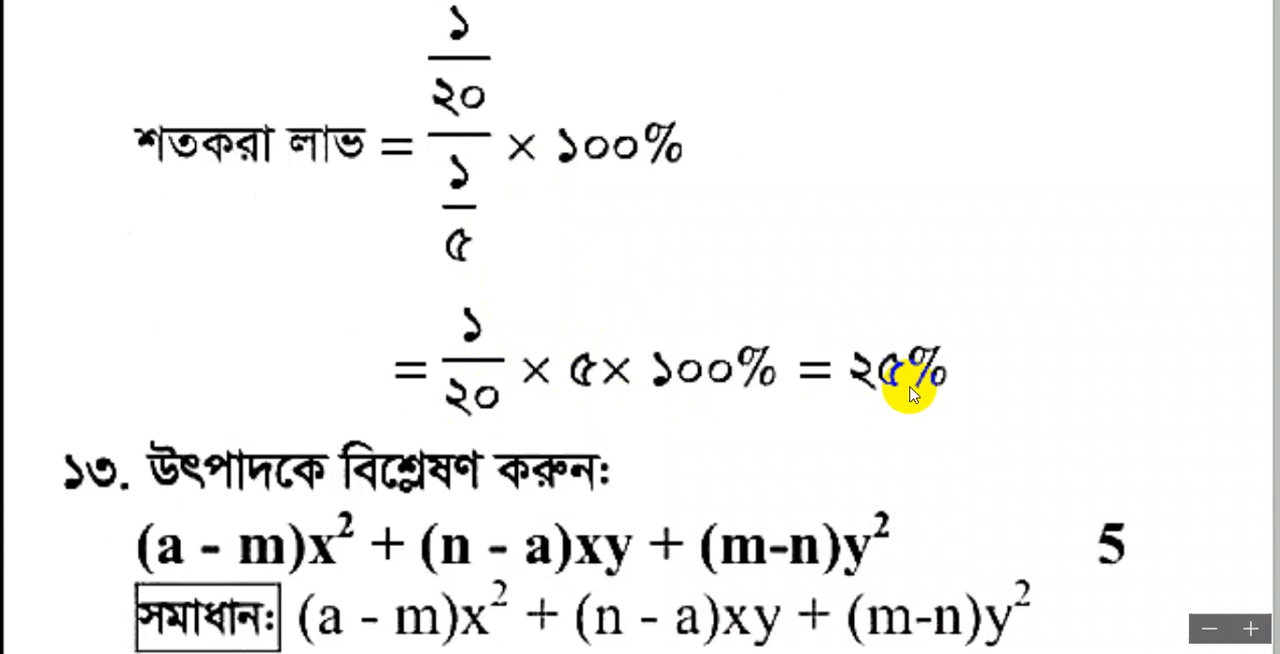 শতকরা লাভ = ১/২০ / ১/৫ × ১০০%
= ১/২০ × ৫× ১০০% = ২৫%
১৩. উৎপাদকে বিশ্লেষণ করুন:
(a - m)x² + (n - a)xy + (m-n)y² 5
সমাধান: (a - m)x² + (n - a)xy + (m-n)y²